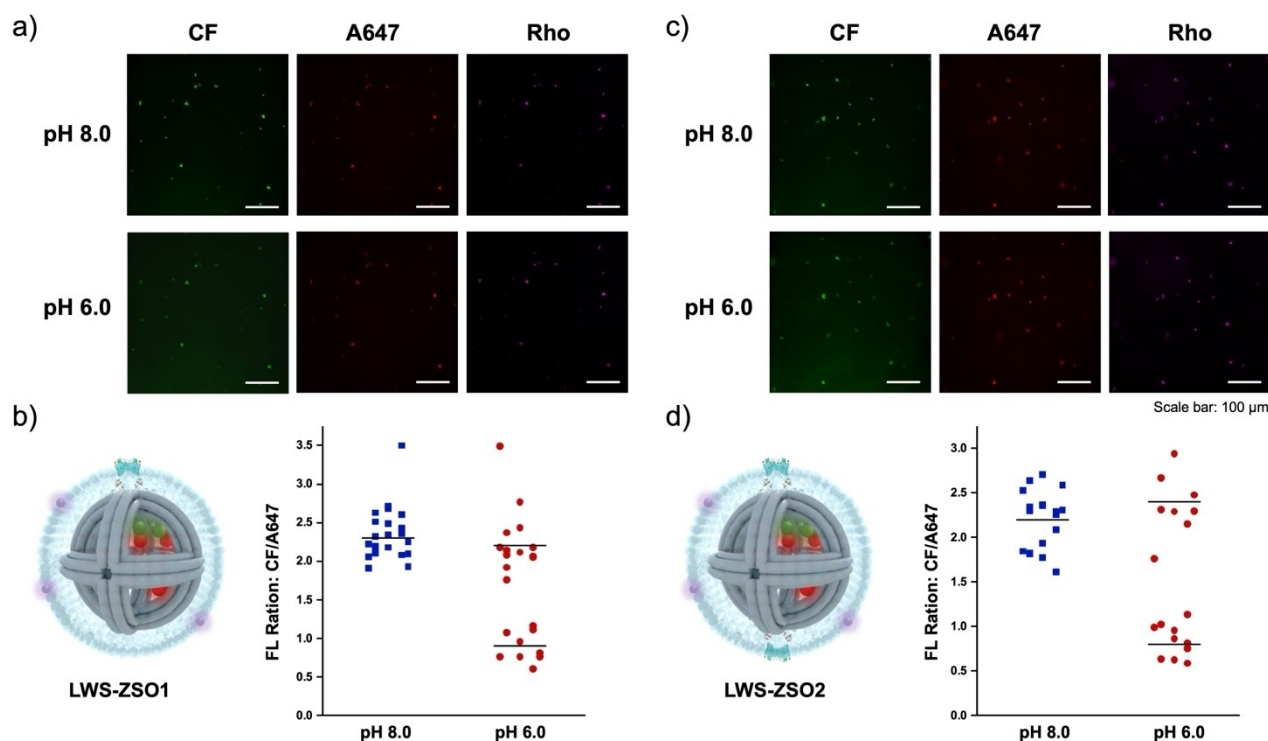 a)
CF A647 Rho
pH 8.0
pH 6.0
c)
CF A647 Rho
pH 8.0
pH 6.0
Scale bar: 100 µm
b)
LWS-ZSO1
FL Ration: CF/A647
3.5
3.0
2.5
2.0
1.5
1.0
0.5
0.0
pH 8.0 pH 6.0
d)
LWS-ZSO2
FL Ration: CF/A647
3.0
2.5
2.0
1.5
1.0
0.5
0.0
pH 8.0 pH 6.0